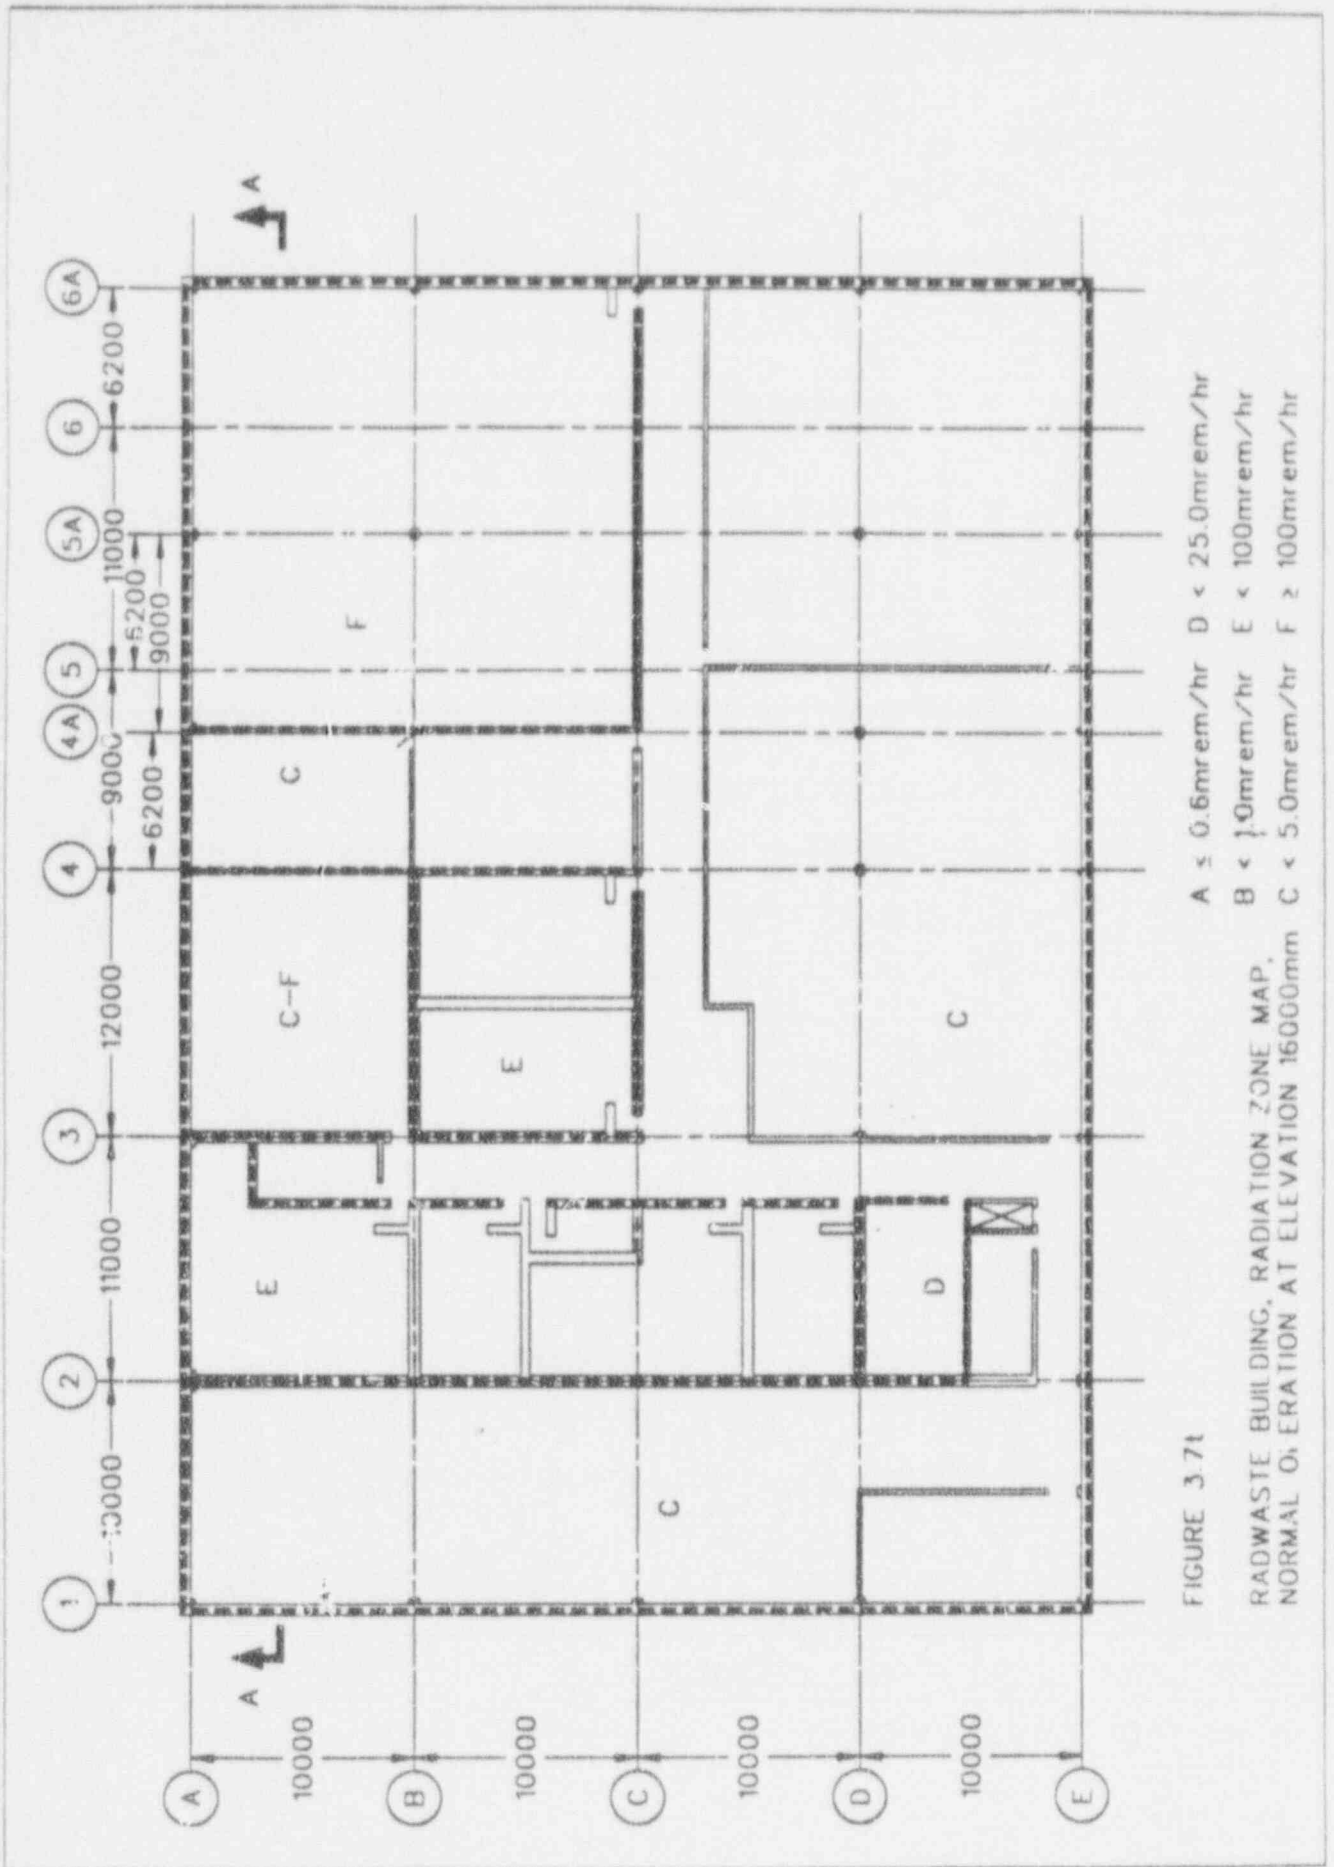 1
2
3
4
4A
5
5A
6
6A
10000
11000
12000
9000
11000
6200
6200
6200
9000
A
A
A
10000
B
10000
C
10000
D
10000
E
E
C-F
C
F
E
C
D
C
FIGURE 3.7t
RADWASTE BUILDING, RADIATION ZONE MAP,
NORMAL OPERATION AT ELEVATION 16000mm
A ≤ 0.6mrem/hr D < 25.0mrem/hr
B < 1.0mrem/hr E < 100mrem/hr
C < 5.0mrem/hr F ≥ 100mrem/hr